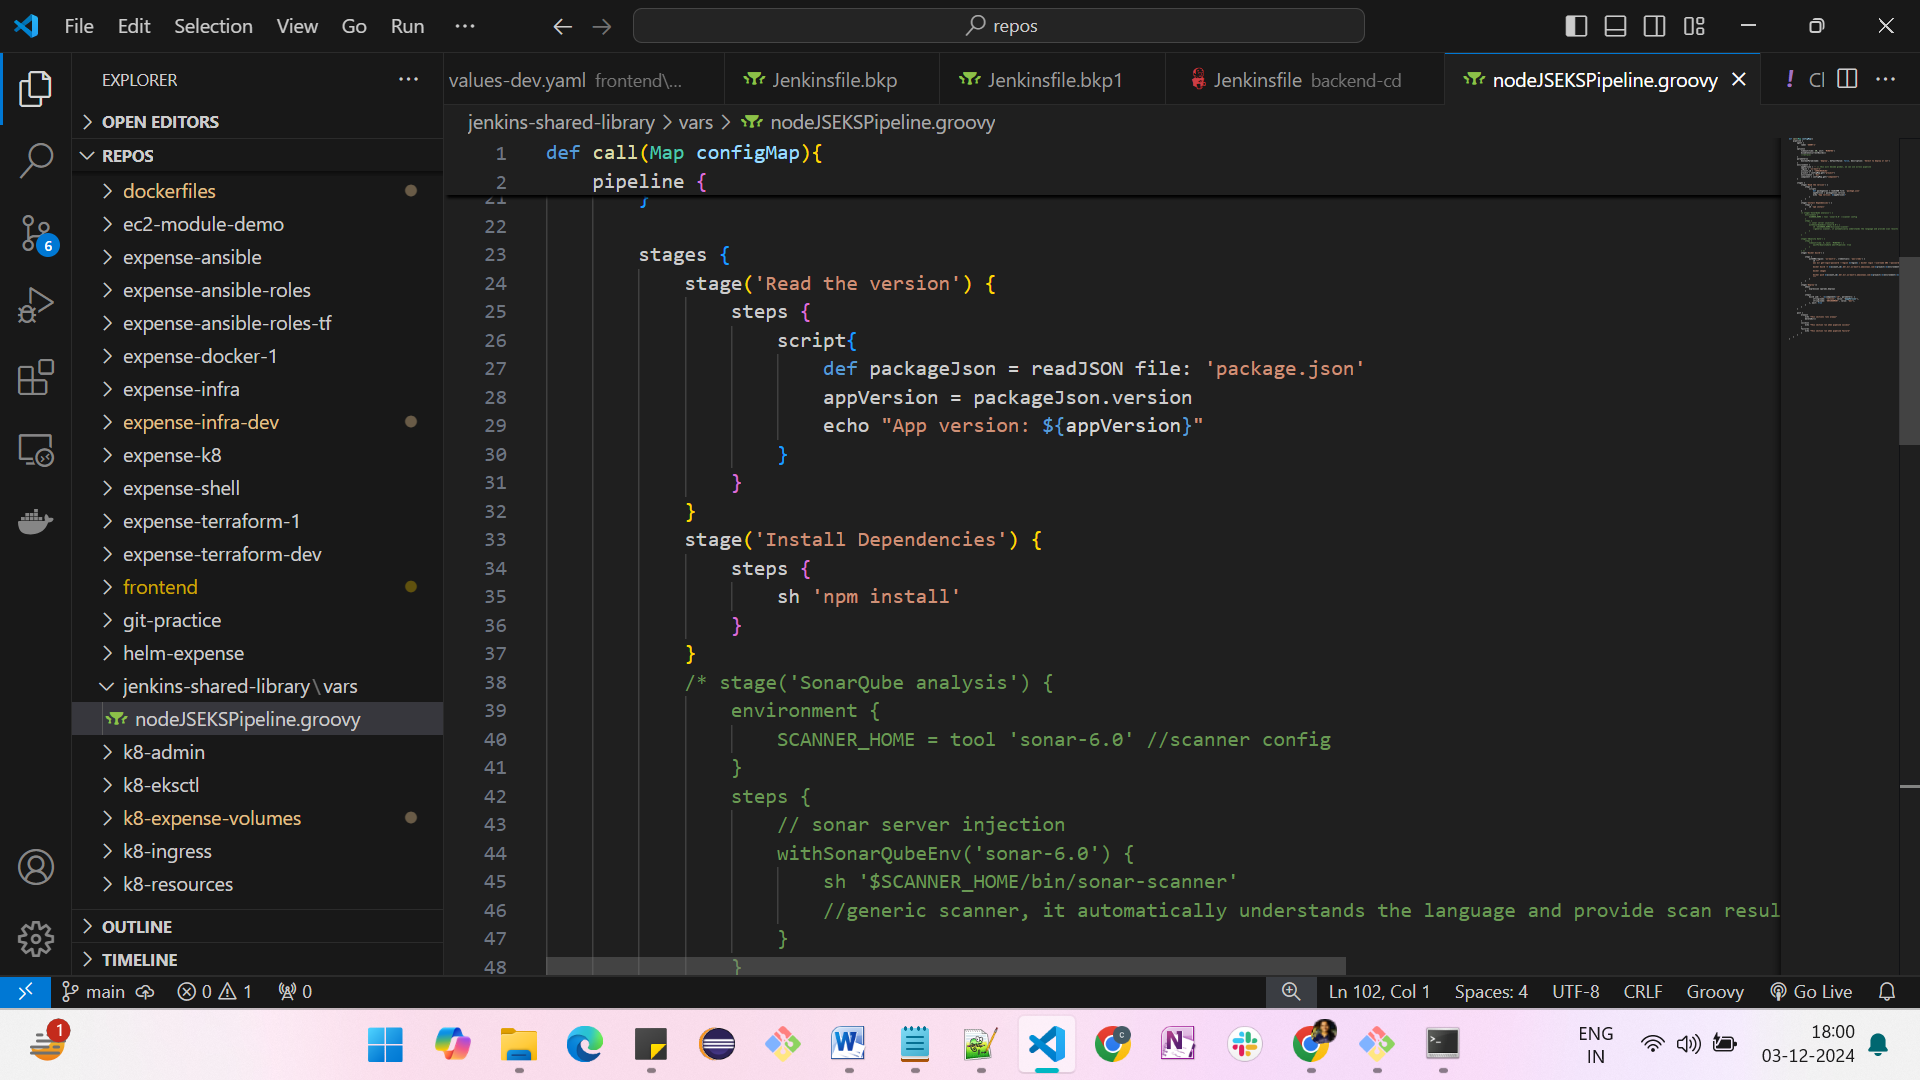 File Edit Selection View Go Run ··· repos
EXPLORER ···
OPEN EDITORS
REPOS
dockerfiles
ec2-module-demo
expense-ansible
expense-ansible-roles
expense-ansible-roles-tf
expense-docker-1
expense-infra
expense-infra-dev
expense-k8
expense-shell
expense-terraform-1
expense-terraform-dev
frontend
git-practice
helm-expense
jenkins-shared-library\vars
nodeJSEKSPipeline.groovy
k8-admin
k8-eksctl
k8-expense-volumes
k8-ingress
k8-resources
OUTLINE
TIMELINE
6
values-dev.yaml frontend\... Jenkinsfile.bkp Jenkinsfile.bkp1 Jenkinsfile backend-cd nodeJSEKSPipeline.groovy ! Cl ···
jenkins-shared-library > vars > nodeJSEKSPipeline.groovy
1 def call(Map configMap){
2 pipeline {
21 }
22
23 stages {
24 stage('Read the version') {
25 steps {
26 script{
27 def packageJson = readJSON file: 'package.json'
28 appVersion = packageJson.version
29 echo "App version: ${appVersion}"
30 }
31 }
32 }
33 stage('Install Dependencies') {
34 steps {
35 sh 'npm install'
36 }
37 }
38 /* stage('SonarQube analysis') {
39 environment {
40 SCANNER_HOME = tool 'sonar-6.0' //scanner config
41 }
42 steps {
43 // sonar server injection
44 withSonarQubeEnv('sonar-6.0') {
45 sh '$SCANNER_HOME/bin/sonar-scanner'
46 //generic scanner, it automatically understands the language and provide scan resul
47 }
48 }
main 0 1 0 Ln 102, Col 1 Spaces: 4 UTF-8 CRLF Groovy Go Live
1 ENG 18:00
IN 03-12-2024